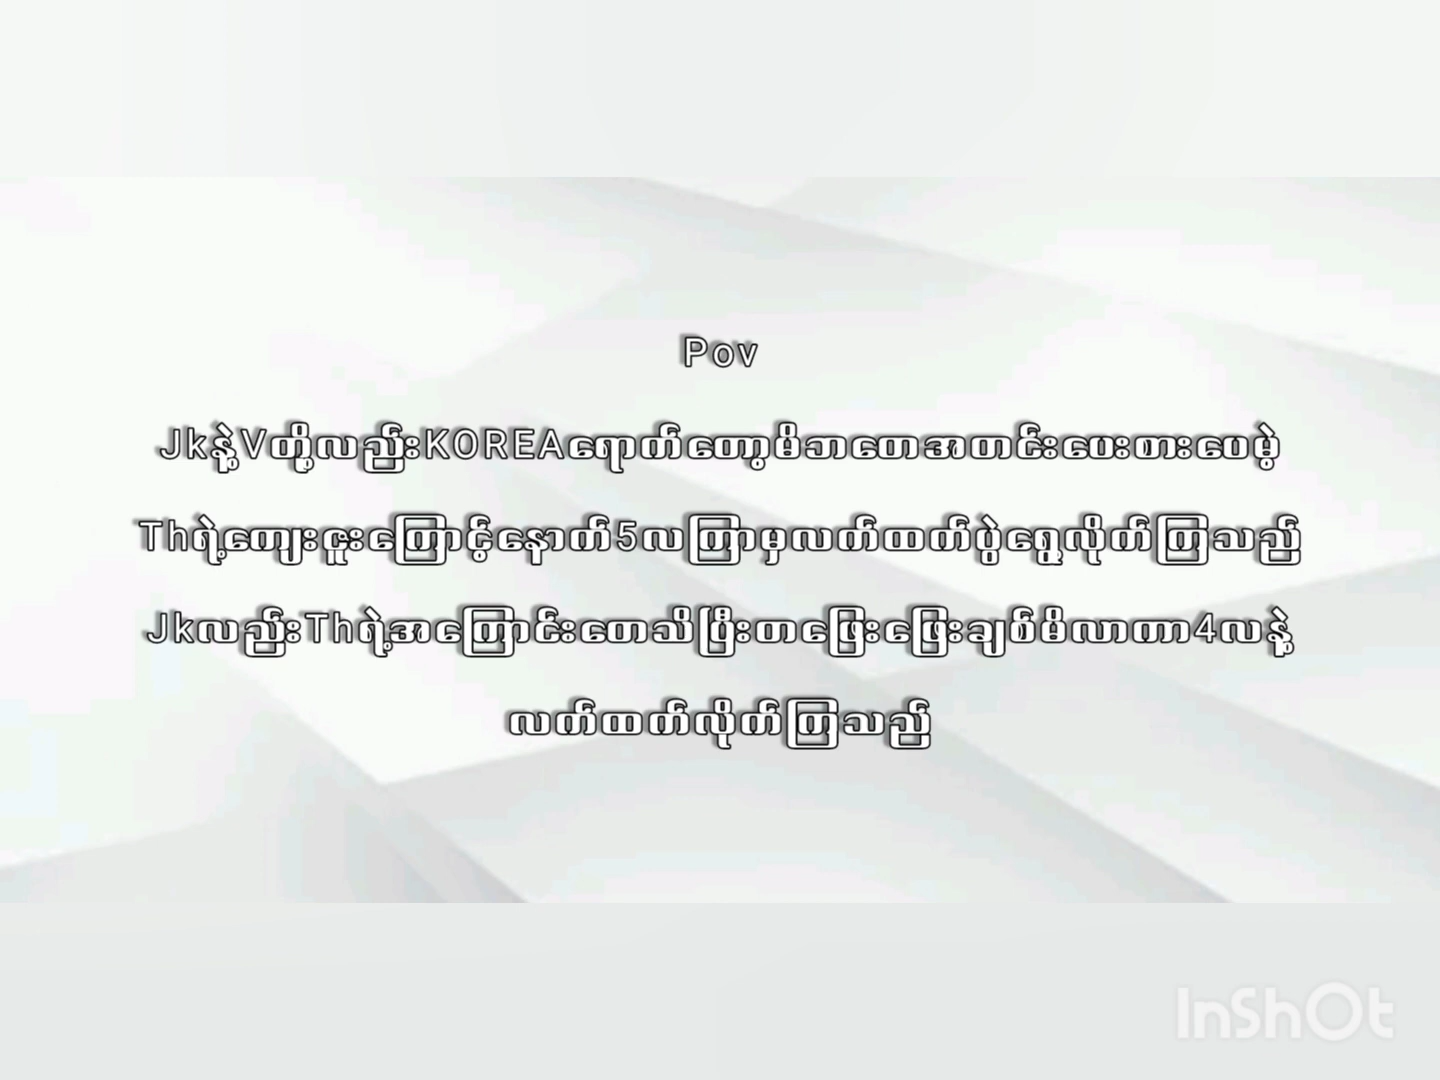 Pov
Jkနဲ့Vတို့လည်းKOREAရောက်တော့မိဘတေအတင်းပေးစားပေမဲ့
Thရဲ့ကျေးဇူးကြောင့်နောက်5လကြာမှလက်ထက်ပွဲရွှေ့လိုက်ကြသည်
Jkလည်းThရဲ့အကြောင်းတေသိပြီးတဖြေးဖြေးချစ်မိလာကာ4လနဲ့
လက်ထက်လိုက်ကြသည်
InShOt